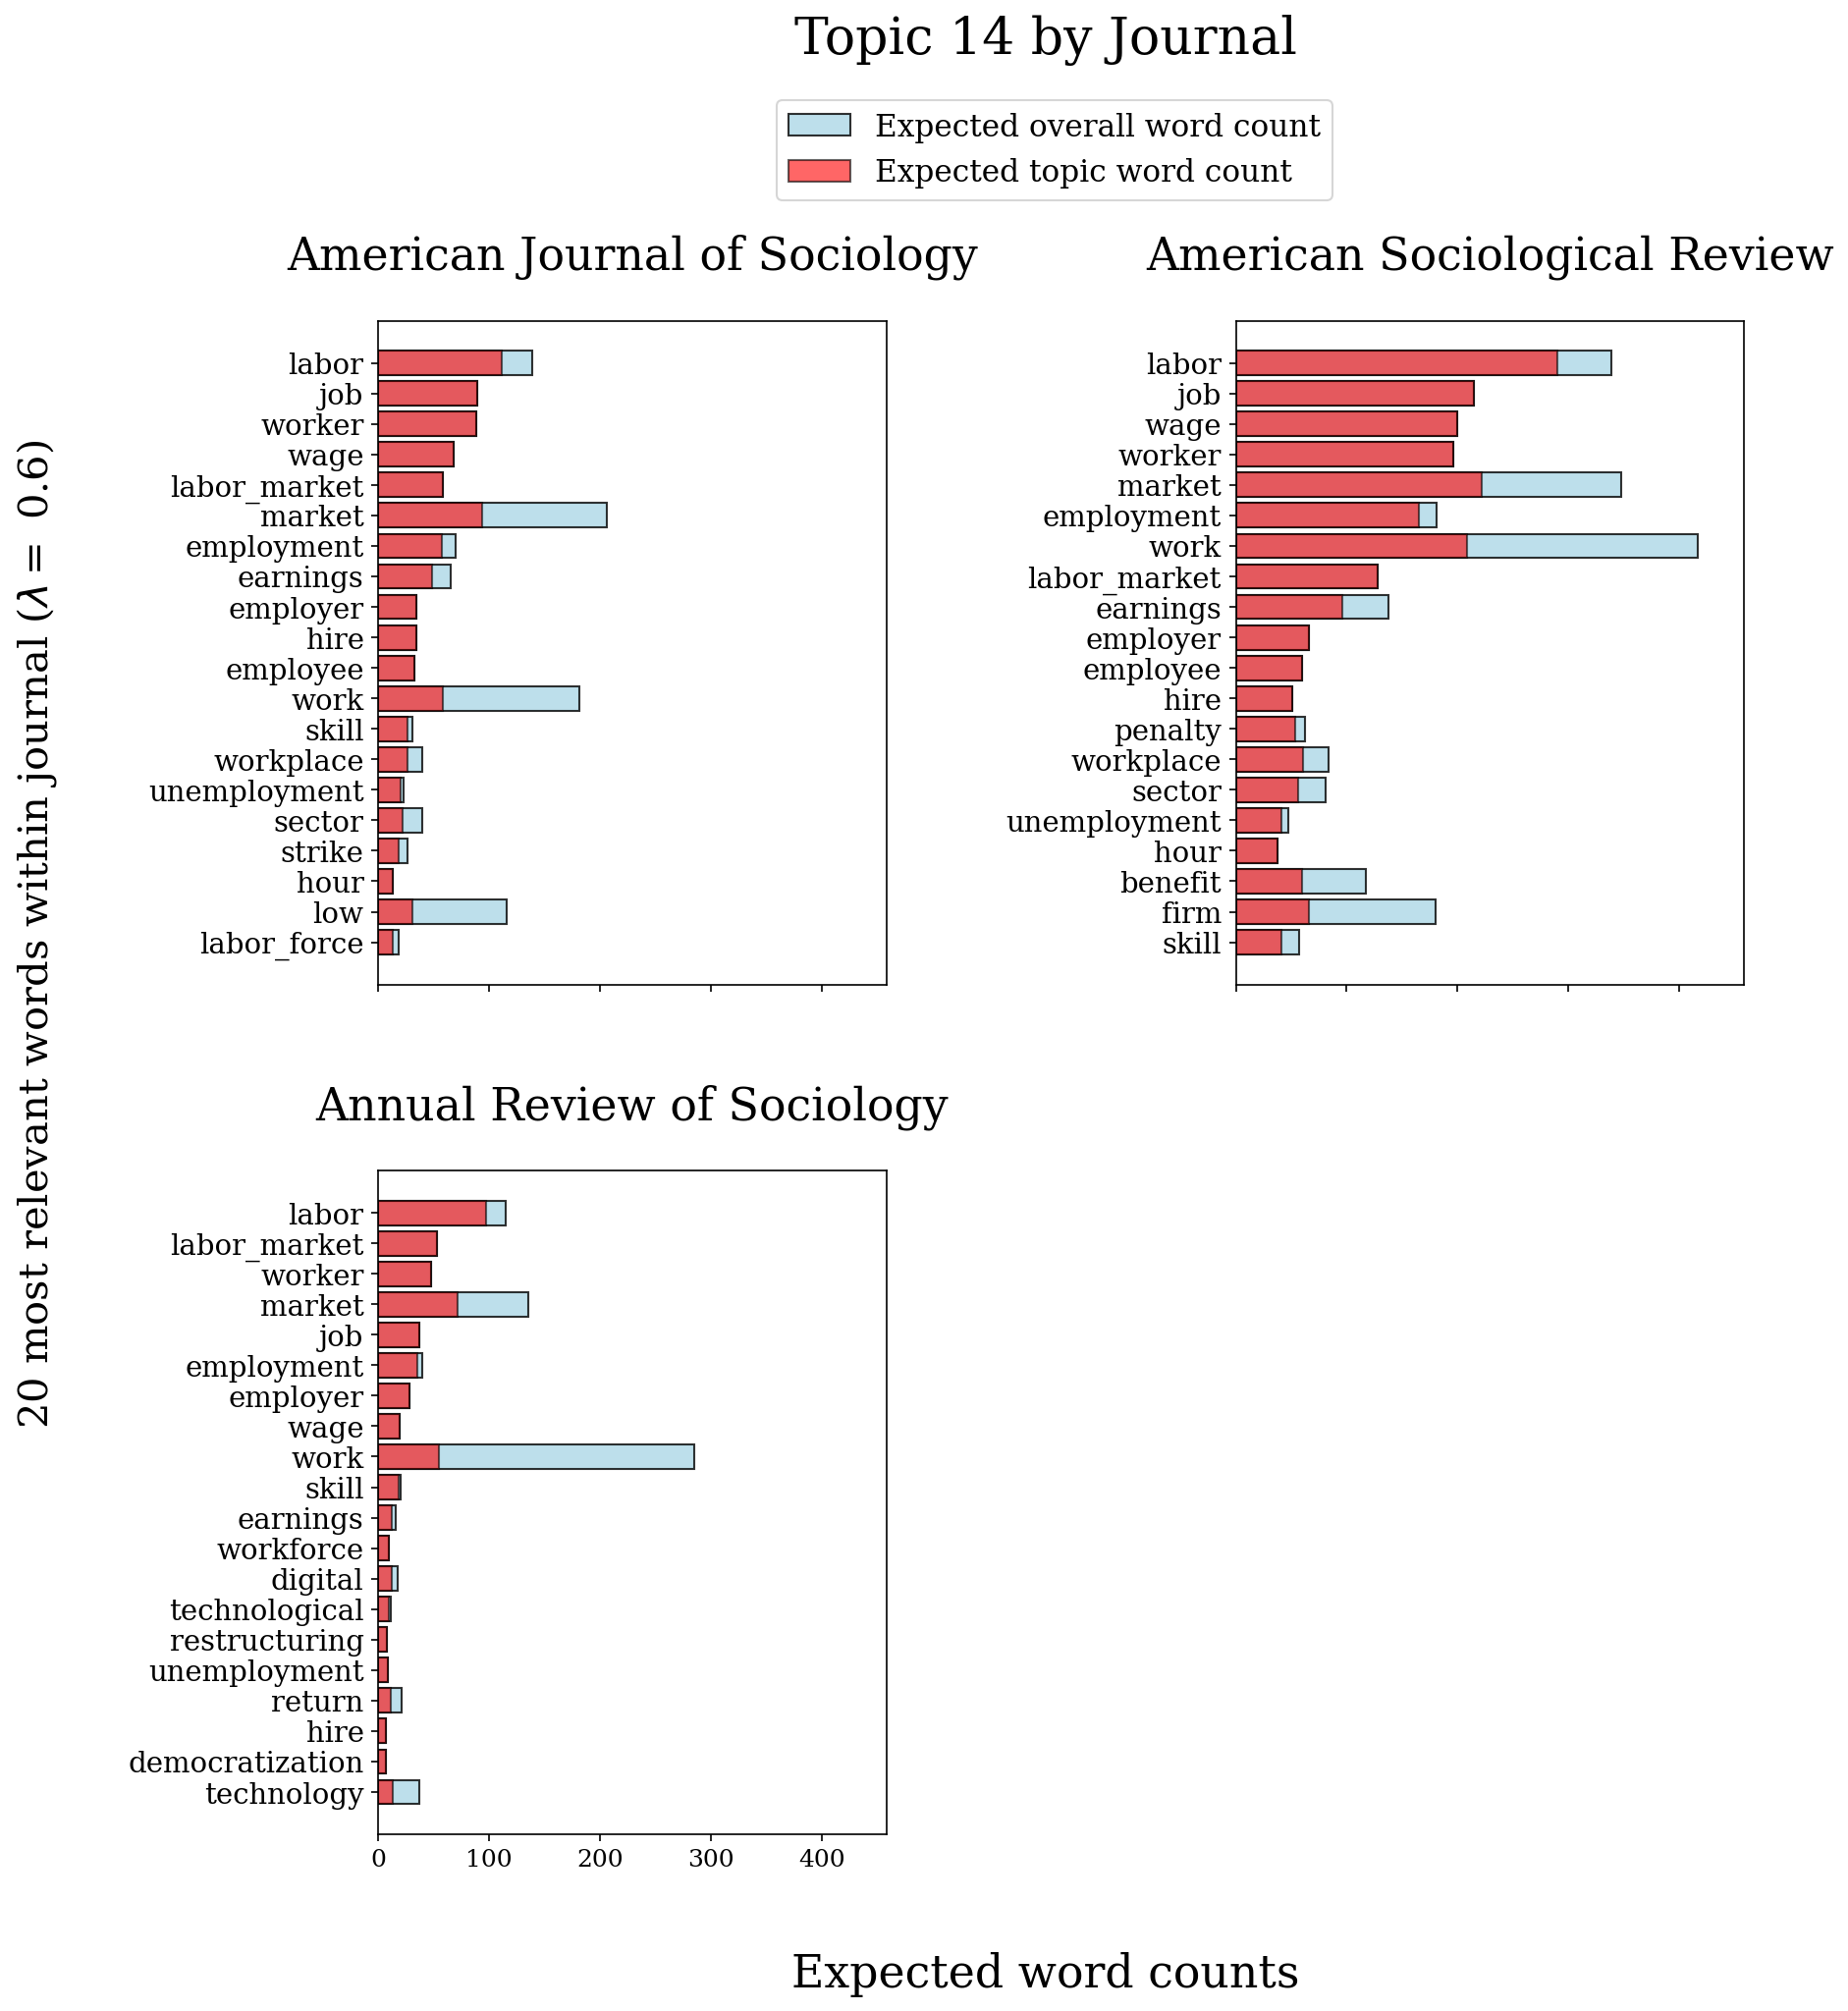 Topic 14 by Journal
Expected overall word count
Expected topic word count
20 most relevant words within journal (λ = 0.6)
American Journal of Sociology
labor
job
worker
wage
labor_market
market
employment
earnings
employer
hire
employee
work
skill
workplace
unemployment
sector
strike
hour
low
labor_force
American Sociological Review
labor
job
wage
worker
market
employment
work
labor_market
earnings
employer
employee
hire
penalty
workplace
sector
unemployment
hour
benefit
firm
skill
Annual Review of Sociology
labor
labor_market
worker
market
job
employment
employer
wage
work
skill
earnings
workforce
digital
technological
restructuring
unemployment
return
hire
democratization
technology
0 100 200 300 400
Expected word counts